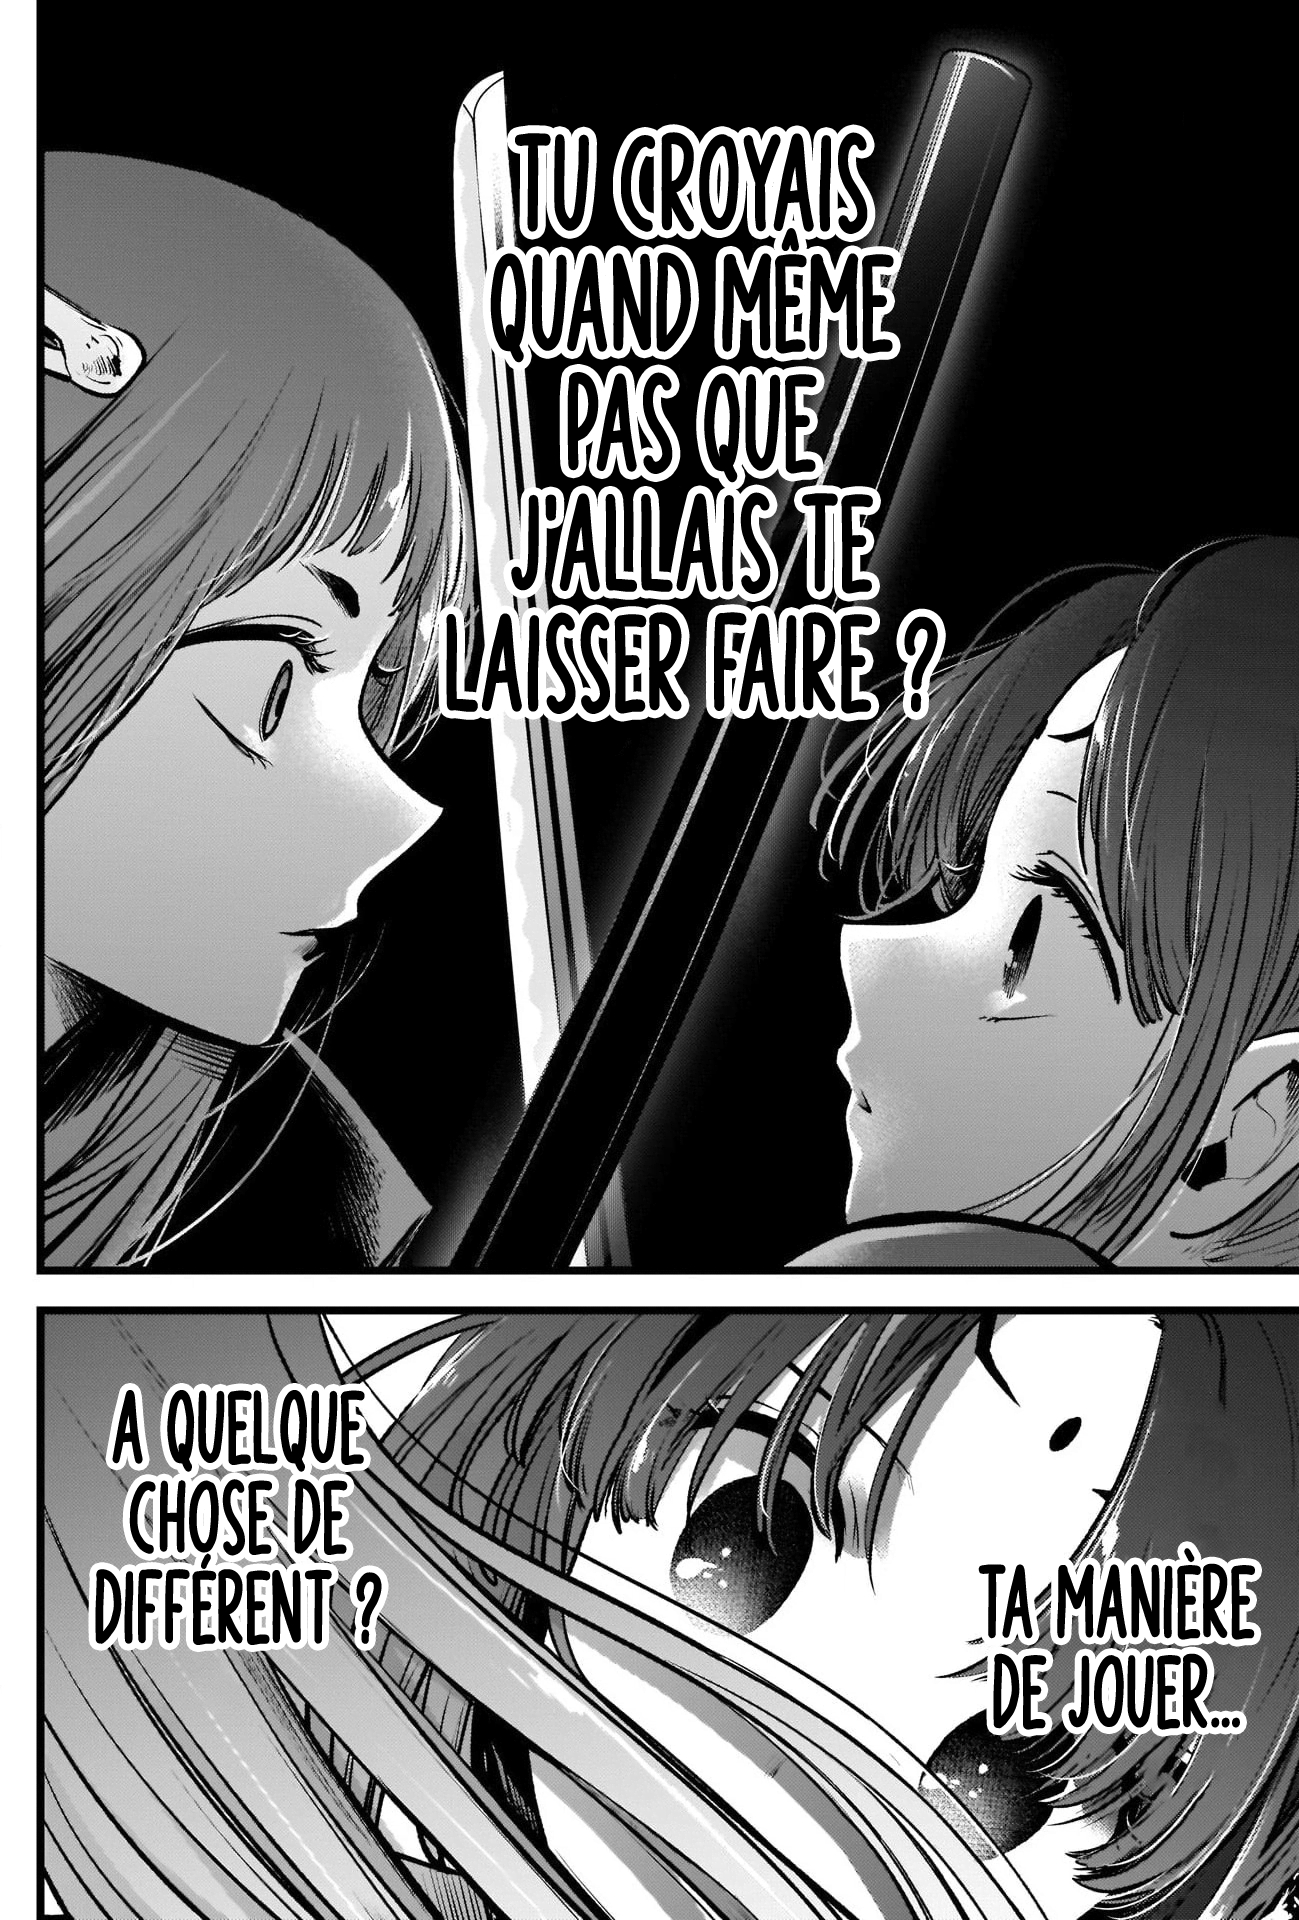 TU CROYAIS
QUAND MÊME
PAS QUE
J'ALLAIS TE
LAISSER FAIRE ?
TA MANIÈRE
DE JOUER...
A QUELQUE
CHOSE DE
DIFFÉRENT ?